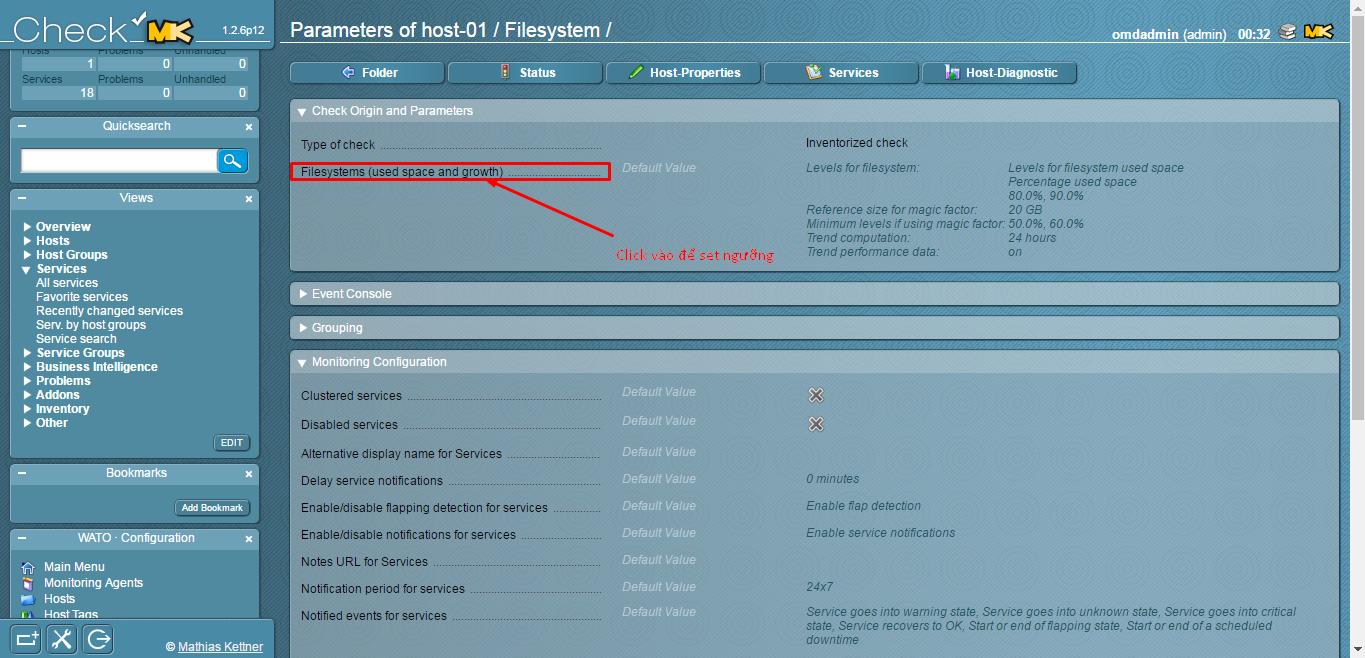 Check MK 1.2.6p12
Hosts Problems Unhandled
1 0 0
Services Problems Unhandled
18 0 0
Quicksearch
Views
Overview
Hosts
Host Groups
Services
All services
Favorite services
Recently changed services
Serv. by host groups
Service search
Service Groups
Business Intelligence
Problems
Addons
Inventory
Other
EDIT
Bookmarks
Add Bookmark
WATO · Configuration
Main Menu
Monitoring Agents
Hosts
Host Tags
© Mathias Kettner
Parameters of host-01 / Filesystem /
omdadmin (admin) 00:32 MK
Folder Status Host-Properties Services Host-Diagnostic
Check Origin and Parameters
Type of check Inventorized check
Filesystems (used space and growth) Default Value Levels for filesystem: Levels for filesystem used space
Percentage used space
80.0%, 90.0%
Reference size for magic factor: 20 GB
Minimum levels if using magic factor: 50.0%, 60.0%
Trend computation: 24 hours
Trend performance data: on
Click vào để set ngưỡng
Event Console
Grouping
Monitoring Configuration
Clustered services Default Value
Disabled services Default Value
Alternative display name for Services Default Value
Delay service notifications Default Value 0 minutes
Enable/disable flapping detection for services Default Value Enable flap detection
Enable/disable notifications for services Default Value Enable service notifications
Notes URL for Services Default Value
Notification period for services Default Value 24x7
Notified events for services Default Value Service goes into warning state, Service goes into unknown state, Service goes into critical
state, Service recovers to OK, Start or end of flapping state, Start or end of a scheduled
downtime